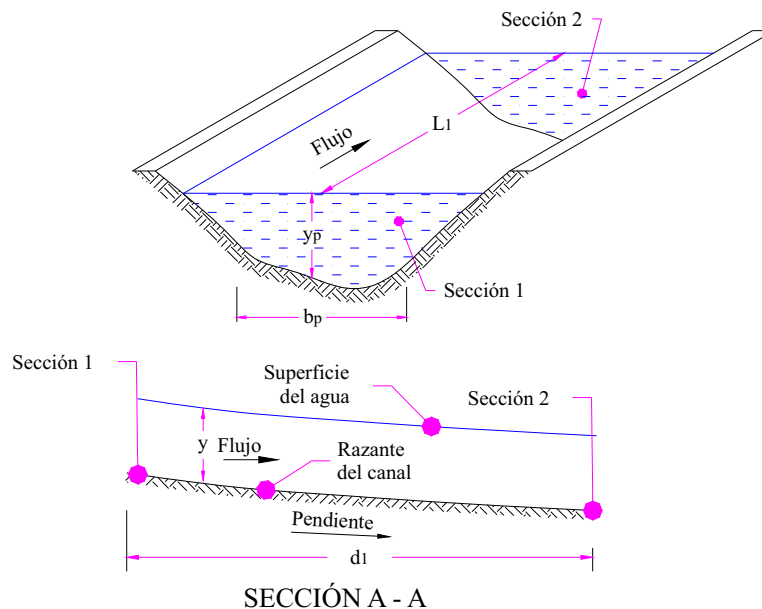 Sección 2
L1
Flujo
yp
Sección 1
bp
Sección 1
Superficie
del agua
Sección 2
y
Flujo
Razante
del canal
Pendiente
d1
SECCIÓN A - A